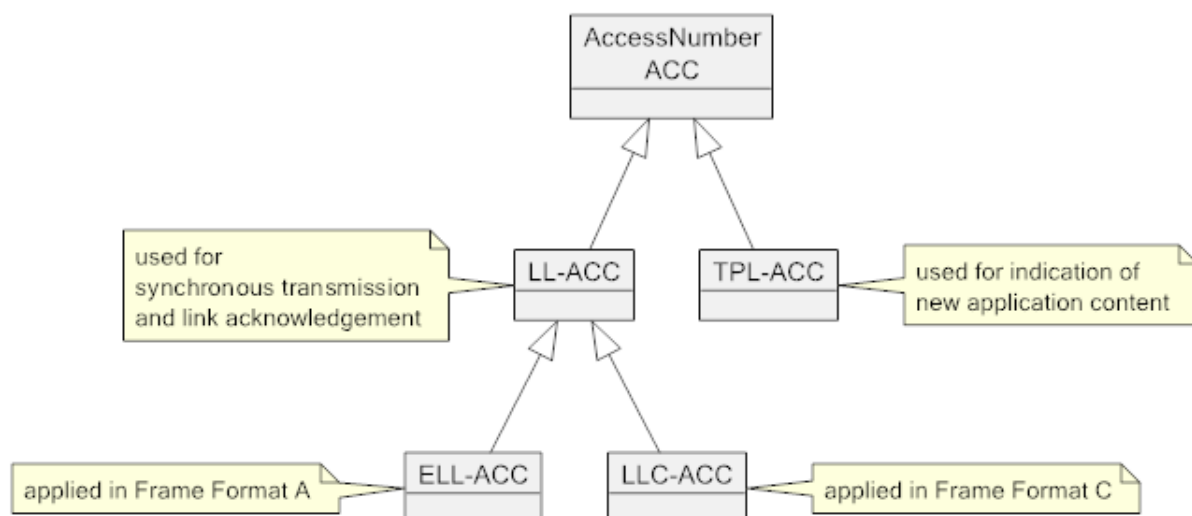 AccessNumber
ACC
used for
synchronous transmission
and link acknowledgement
LL-ACC
TPL-ACC
used for indication of
new application content
applied in Frame Format A
ELL-ACC
LLC-ACC
applied in Frame Format C